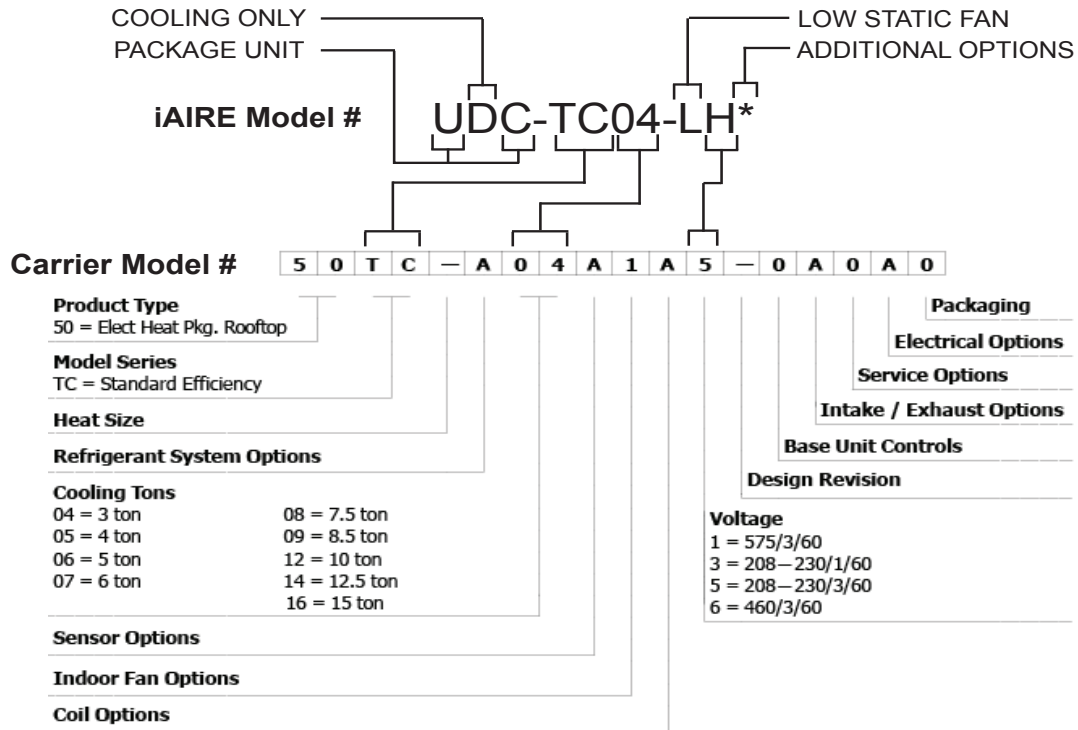 COOLING ONLY
LOW STATIC FAN
PACKAGE UNIT
ADDITIONAL OPTIONS
iAIRE Model # UDC-TC04-LH*
Carrier Model # 5 0 T C — A 0 4 A 1 A 5 — 0 A 0 A 0
Product Type
50 = Elect Heat Pkg. Rooftop
Model Series
TC = Standard Efficiency
Heat Size
Refrigerant System Options
Cooling Tons
04 = 3 ton
05 = 4 ton
06 = 5 ton
07 = 6 ton
08 = 7.5 ton
09 = 8.5 ton
12 = 10 ton
14 = 12.5 ton
16 = 15 ton
Sensor Options
Indoor Fan Options
Coil Options
Packaging
Electrical Options
Service Options
Intake / Exhaust Options
Base Unit Controls
Design Revision
Voltage
1 = 575/3/60
3 = 208—230/1/60
5 = 208—230/3/60
6 = 460/3/60